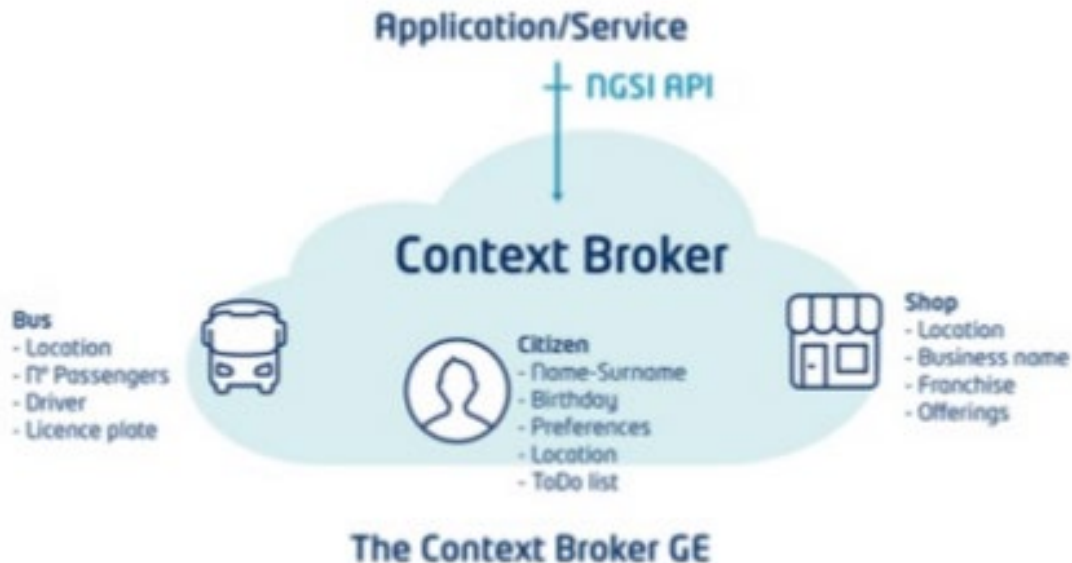 Application/Service
NGSI API
Context Broker
Bus
- Location
- Nº Passengers
- Driver
- Licence plate
Citizen
- Name-Surname
- Birthday
- Preferences
- Location
- ToDo list
Shop
- Location
- Business name
- Franchise
- Offerings
The Context Broker GE